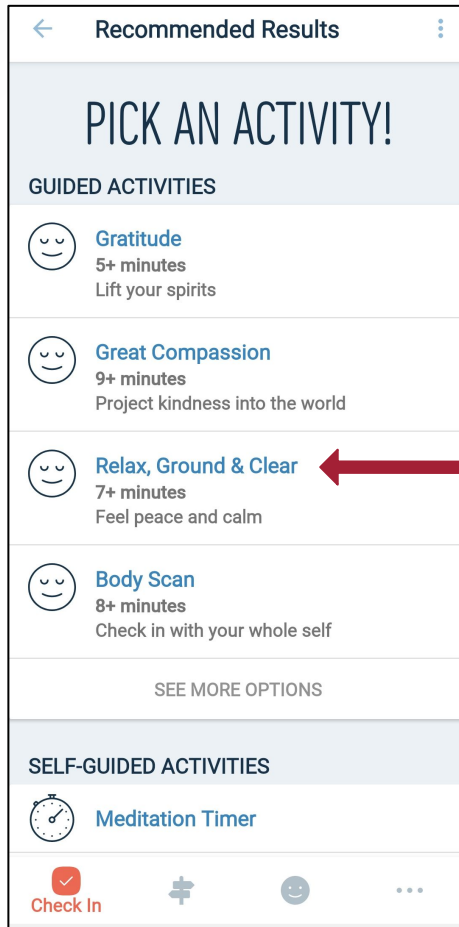 Recommended Results
PICK AN ACTIVITY!
GUIDED ACTIVITIES
Gratitude
5+ minutes
Lift your spirits
Great Compassion
9+ minutes
Project kindness into the world
Relax, Ground & Clear
7+ minutes
Feel peace and calm
Body Scan
8+ minutes
Check in with your whole self
SEE MORE OPTIONS
SELF-GUIDED ACTIVITIES
Meditation Timer
Check In